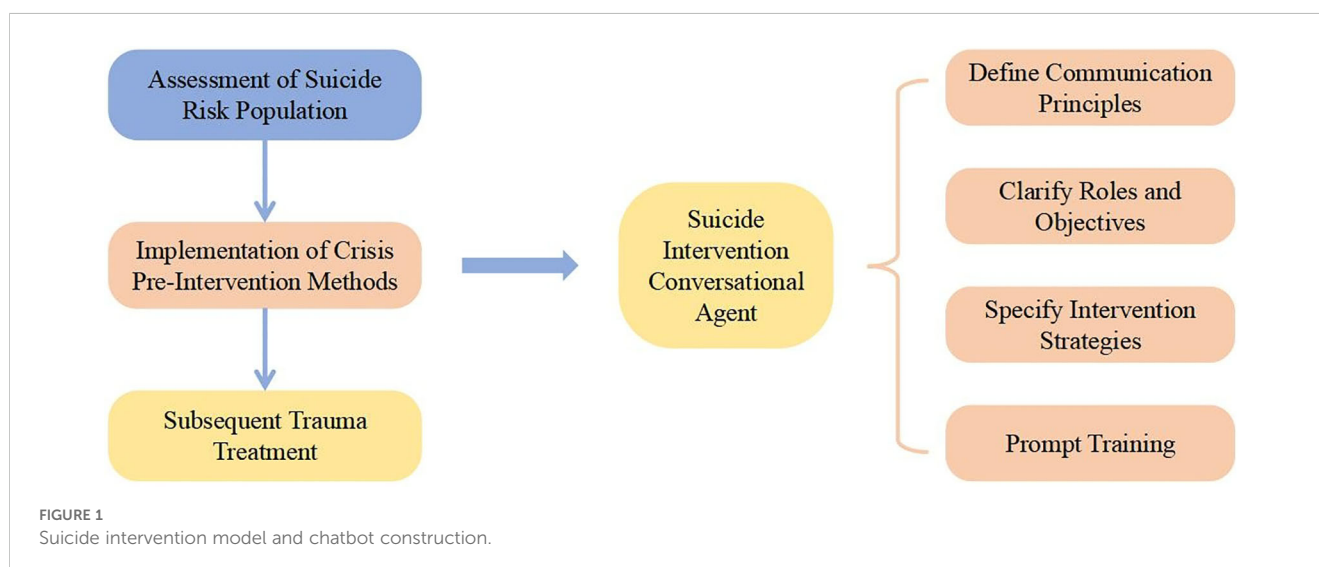 Assessment of Suicide
Risk Population
Implementation of Crisis
Pre-Intervention Methods
Subsequent Trauma
Treatment
Suicide
Intervention
Conversational
Agent
Define Communication
Principles
Clarify Roles and
Objectives
Specify Intervention
Strategies
Prompt Training
FIGURE 1
Suicide intervention model and chatbot construction.